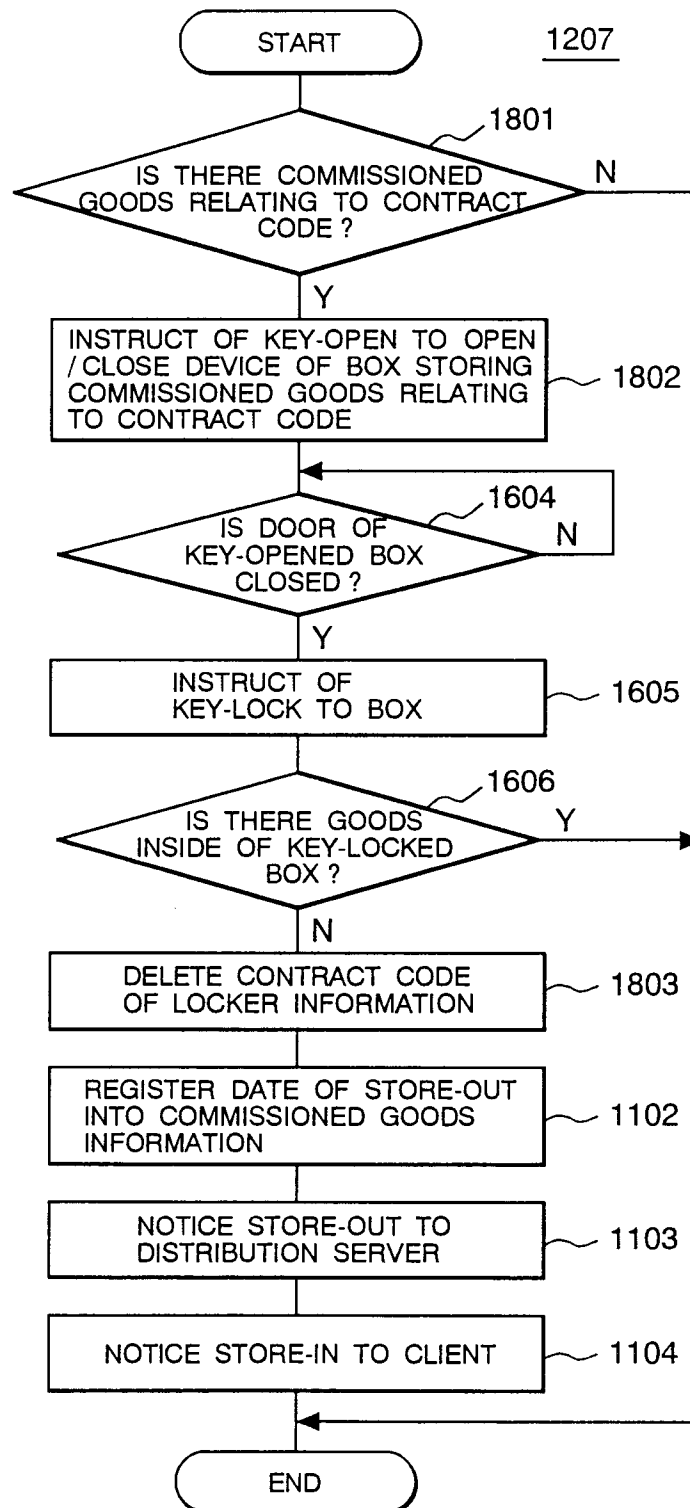 START
1207
1801
IS THERE COMMISSIONED
GOODS RELATING TO CONTRACT
CODE ?
N
Y
INSTRUCT OF KEY-OPEN TO OPEN
/ CLOSE DEVICE OF BOX STORING
COMMISSIONED GOODS RELATING
TO CONTRACT CODE
1802
1604
IS DOOR OF
KEY-OPENED BOX
CLOSED ?
N
Y
INSTRUCT OF
KEY-LOCK TO BOX
1605
1606
IS THERE GOODS
INSIDE OF KEY-LOCKED
BOX ?
Y
N
DELETE CONTRACT CODE
OF LOCKER INFORMATION
1803
REGISTER DATE OF STORE-OUT
INTO COMMISSIONED GOODS
INFORMATION
1102
NOTICE STORE-OUT TO
DISTRIBUTION SERVER
1103
NOTICE STORE-IN TO CLIENT
1104
END